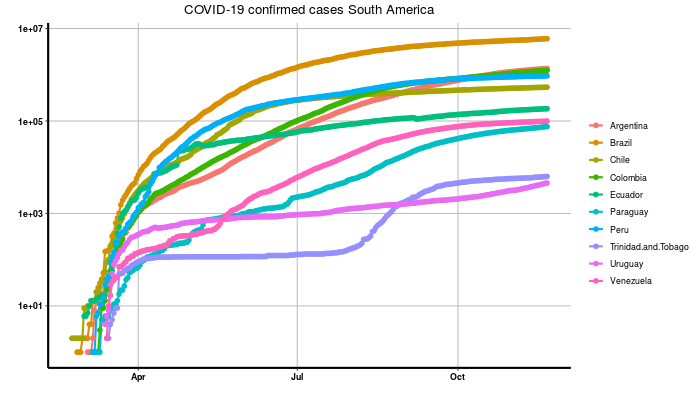 COVID-19 confirmed cases South America
1e+07
1e+05
1e+03
1e+01
Apr
Jul
Oct
Argentina
Brazil
Chile
Colombia
Ecuador
Paraguay
Peru
Trinidad.and.Tobago
Uruguay
Venezuela